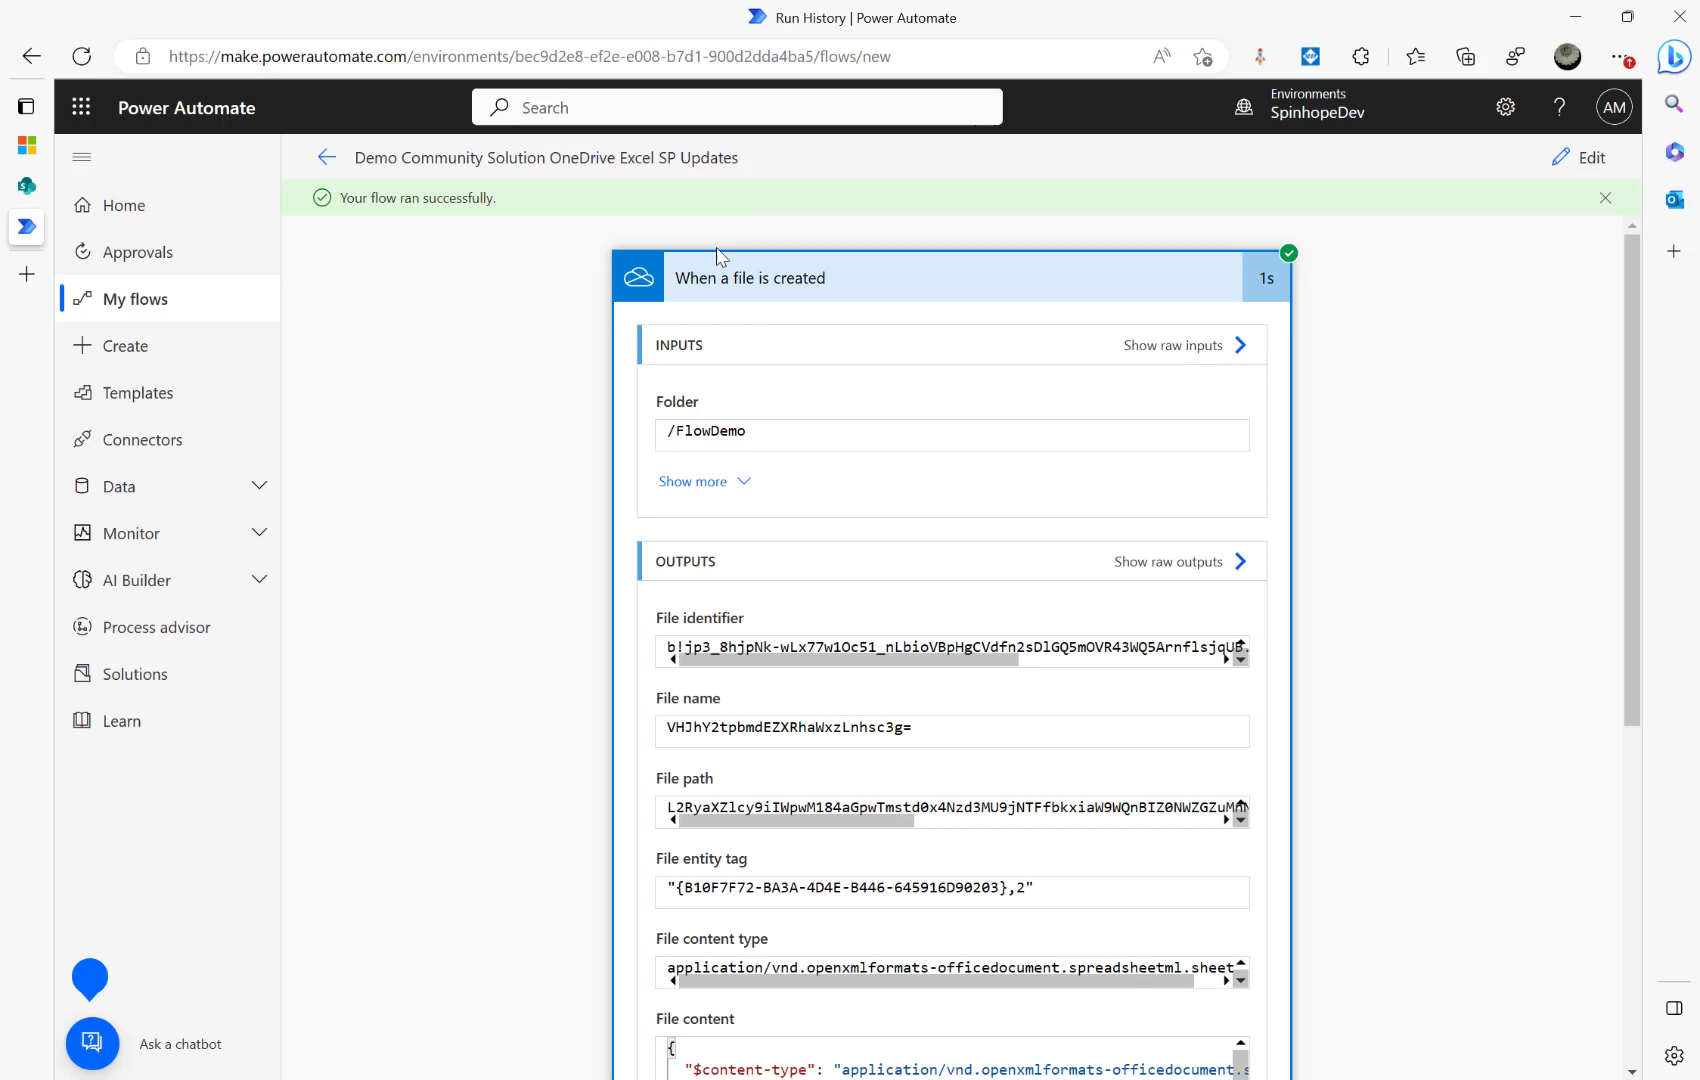 Run History | Power Automate
https://make.powerautomate.com/environments/bec9d2e8-ef2e-e008-b7d1-900d2dda4ba5/flows/new
Power Automate
Search
Environments
SpinhopeDev
?
AM
Demo Community Solution OneDrive Excel SP Updates
Edit
Your flow ran successfully.
Home
Approvals
My flows
Create
Templates
Connectors
Data
Monitor
AI Builder
Process advisor
Solutions
Learn
Ask a chatbot
When a file is created
1s
INPUTS
Show raw inputs
Folder
/FlowDemo
Show more
OUTPUTS
Show raw outputs
File identifier
b!jp3_8hjpNk-wLx77w1Oc51_nLbioVBpHgCVdfn2sDlGQ5mOVR43WQ5ArnflsjqUB.
File name
VHJhY2tpbmdEZXRhaWxzLnhsc3g=
File path
File entity tag
"{B10F7F72-BA3A-4D4E-B446-645916D90203},2"
File content type
application/vnd.openxmlformats-officedocument.spreadsheetml.sheet
File content
{
"$content-type": "application/vnd.openxmlformats-officedocument.s